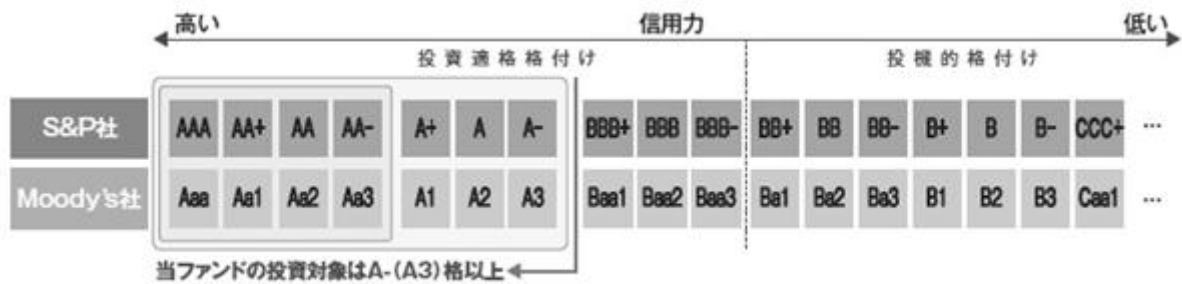 高い 信用力 低い
投資適格格付け 投機的格付け
S&P社 AAA AA+ AA AA- A+ A A- BBB+ BBB BBB- BB+ BB BB- B+ B B- CCC+ …
Moody's社 Aaa Aa1 Aa2 Aa3 A1 A2 A3 Baa1 Baa2 Baa3 Ba1 Ba2 Ba3 B1 B2 B3 Caa1 …
当ファンドの投資対象はA-(A3)格以上